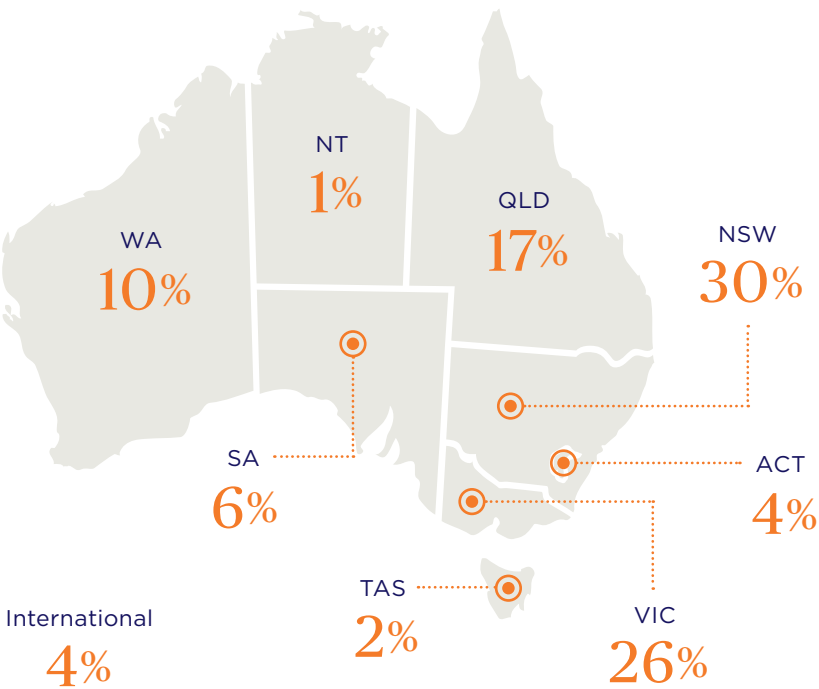 NT
1%
QLD
17%
WA
10%
NSW
30%
SA
6%
ACT
4%
TAS
2%
VIC
26%
International
4%